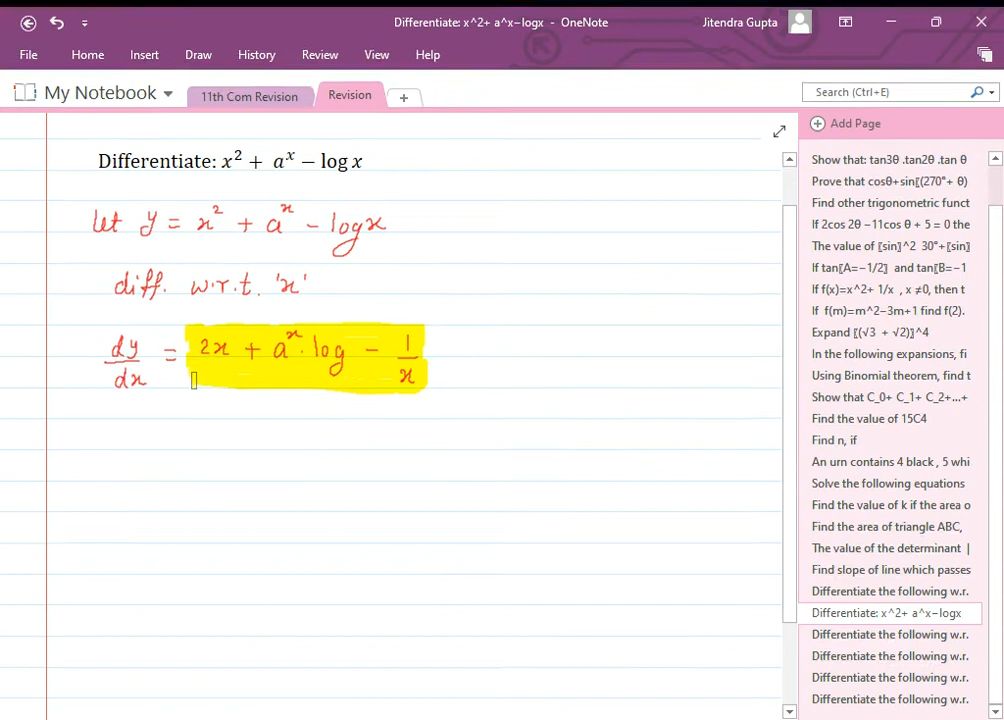 Differentiate: x^2+ a^x−logx - OneNote
Jitendra Gupta
File Home Insert Draw History Review View Help
My Notebook
11th Com Revision
Revision
Search (Ctrl+E)
Differentiate: x² + aˣ − log x
let y = x² + aˣ − logx
diff. w.r.t. 'x'
dy/dx = 2x + aˣ · log − 1/x
Add Page
Show that: tan3θ .tan2θ .tan θ
Prove that cosθ+sin〖(270°+ θ)
Find other trigonometric funct
If 2cos 2θ −11cos θ + 5 = 0 the
The value of 〖sin〗^2 30°+〖sin〗
If tan〖A=−1/2〗 and tan〖B=−1
If f(x)=x^2+ 1/x , x ≠0, then t
If f(m)=m^2−3m+1 find f(2).
Expand 〖(√3 + √2)〗^4
In the following expansions, fi
Using Binomial theorem, find t
Show that C_0+ C_1+ C_2+...+
Find the value of 15C4
Find n, if
An urn contains 4 black , 5 whi
Solve the following equations
Find the value of k if the area o
Find the area of triangle ABC,
The value of the determinant |
Find slope of line which passes
Differentiate the following w.r.
Differentiate: x^2+ a^x−logx
Differentiate the following w.r.
Differentiate the following w.r.
Differentiate the following w.r.
Differentiate the following w.r.